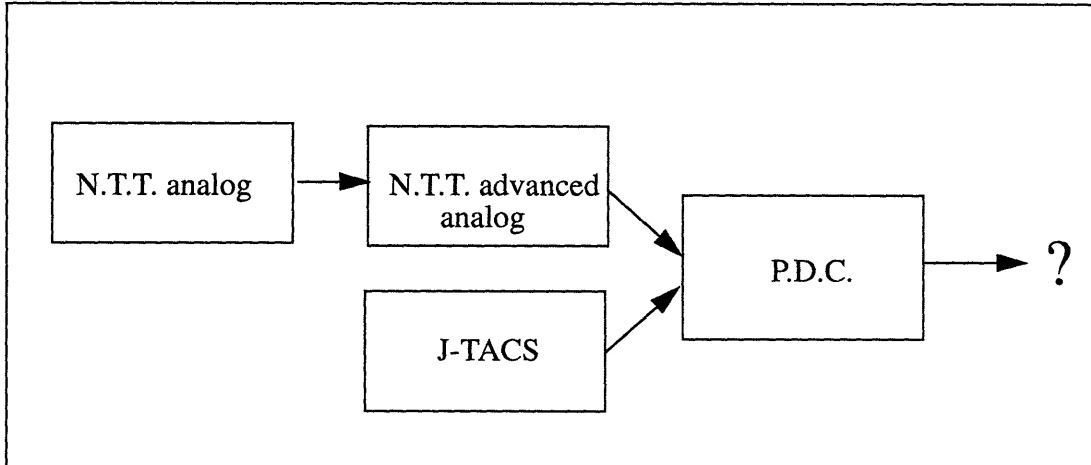 N.T.T. analog
N.T.T. advanced
analog
J-TACS
P.D.C.
?